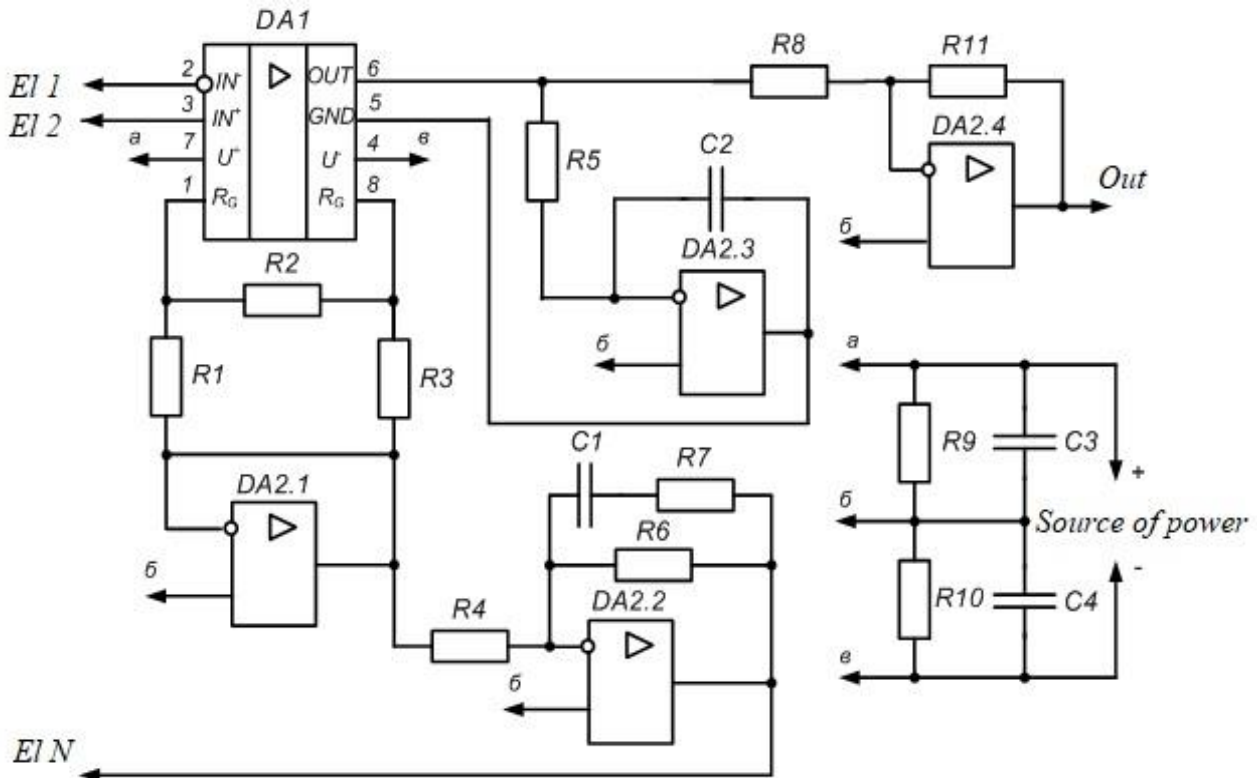 DA1
El 1
2
IN-
▷
OUT
6
El 2
3
IN+
GND
5
а
7
U+
U-
4
в
1
RG
RG
8
R8
R11
DA2.4
Out
б
R5
C2
DA2.3
б
R2
R1
R3
DA2.1
б
C1
R7
R6
R4
DA2.2
б
а
R9
C3
+
б
Source of power
-
R10
C4
в
El N